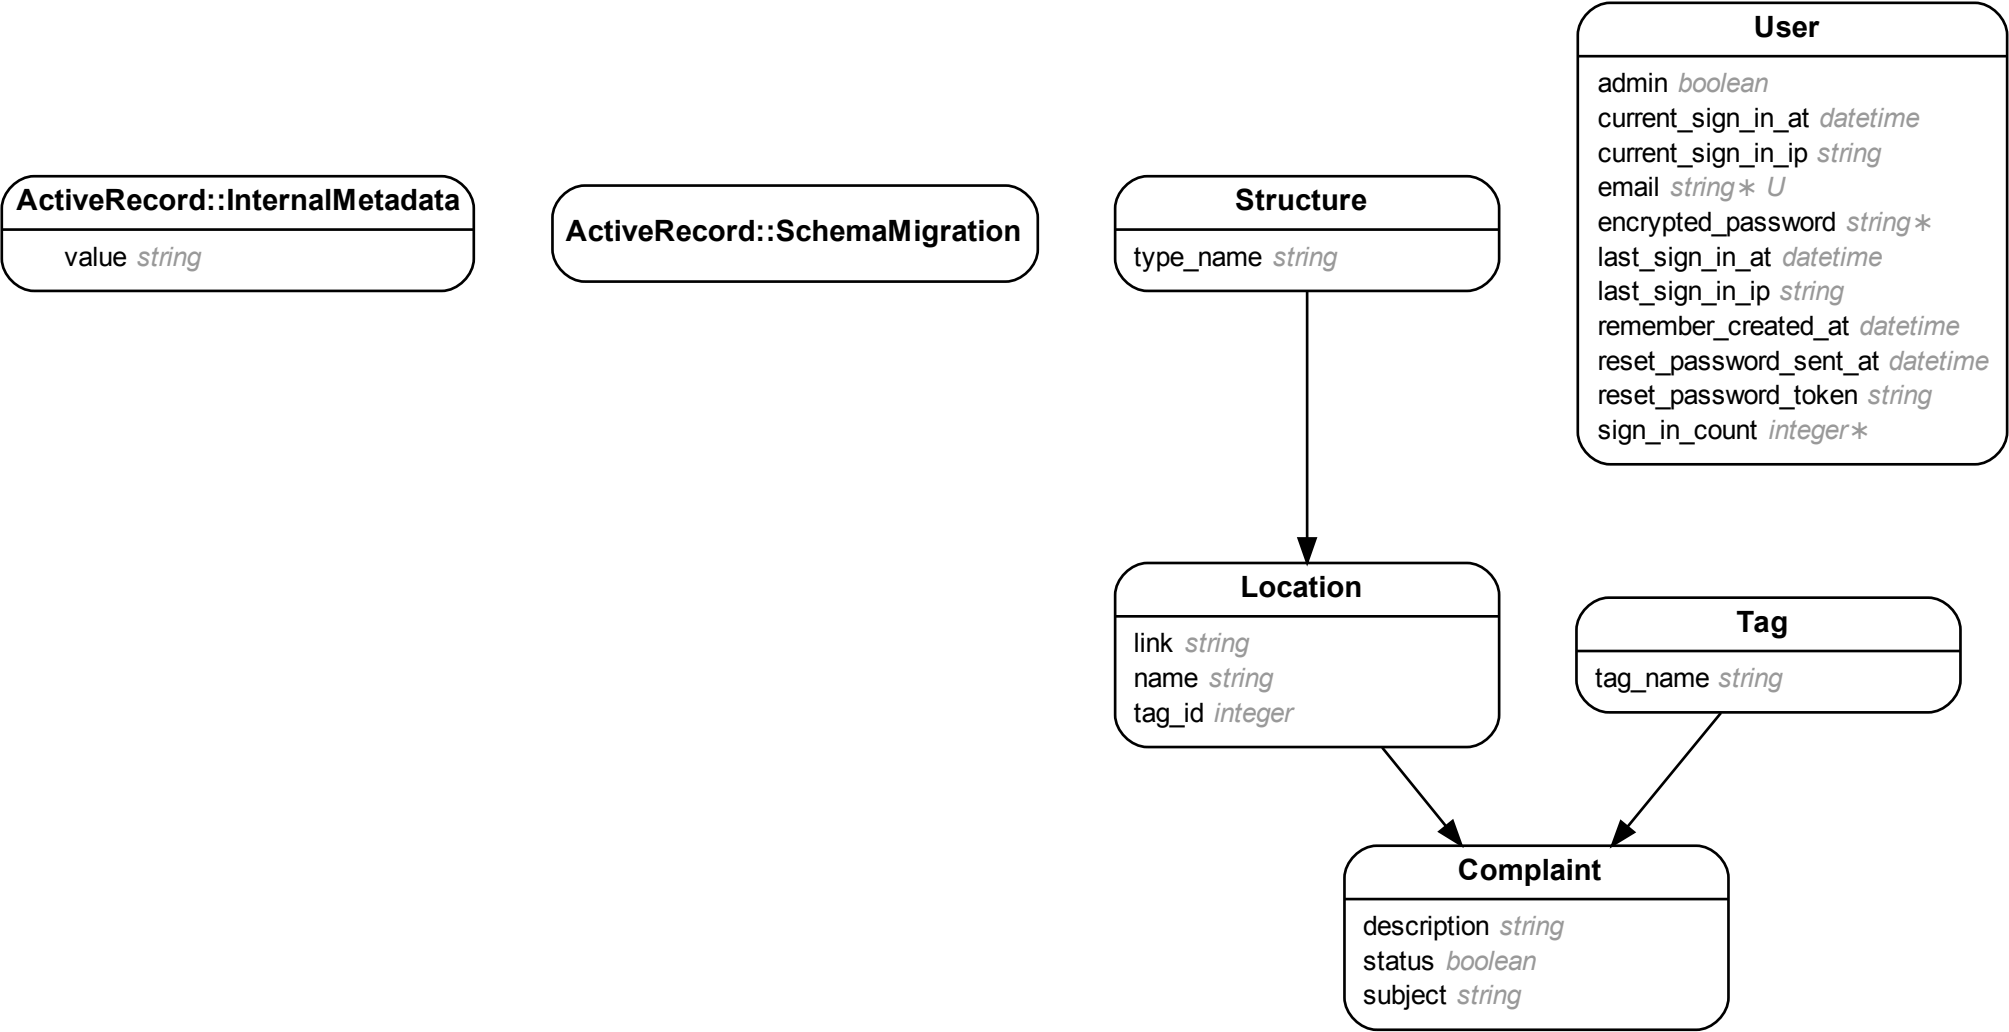 ActiveRecord::InternalMetadata
value string
ActiveRecord::SchemaMigration
Structure
type_name string
User
admin boolean
current_sign_in_at datetime
current_sign_in_ip string
email string∗ U
encrypted_password string∗
last_sign_in_at datetime
last_sign_in_ip string
remember_created_at datetime
reset_password_sent_at datetime
reset_password_token string
sign_in_count integer∗
Location
link string
name string
tag_id integer
Tag
tag_name string
Complaint
description string
status boolean
subject string